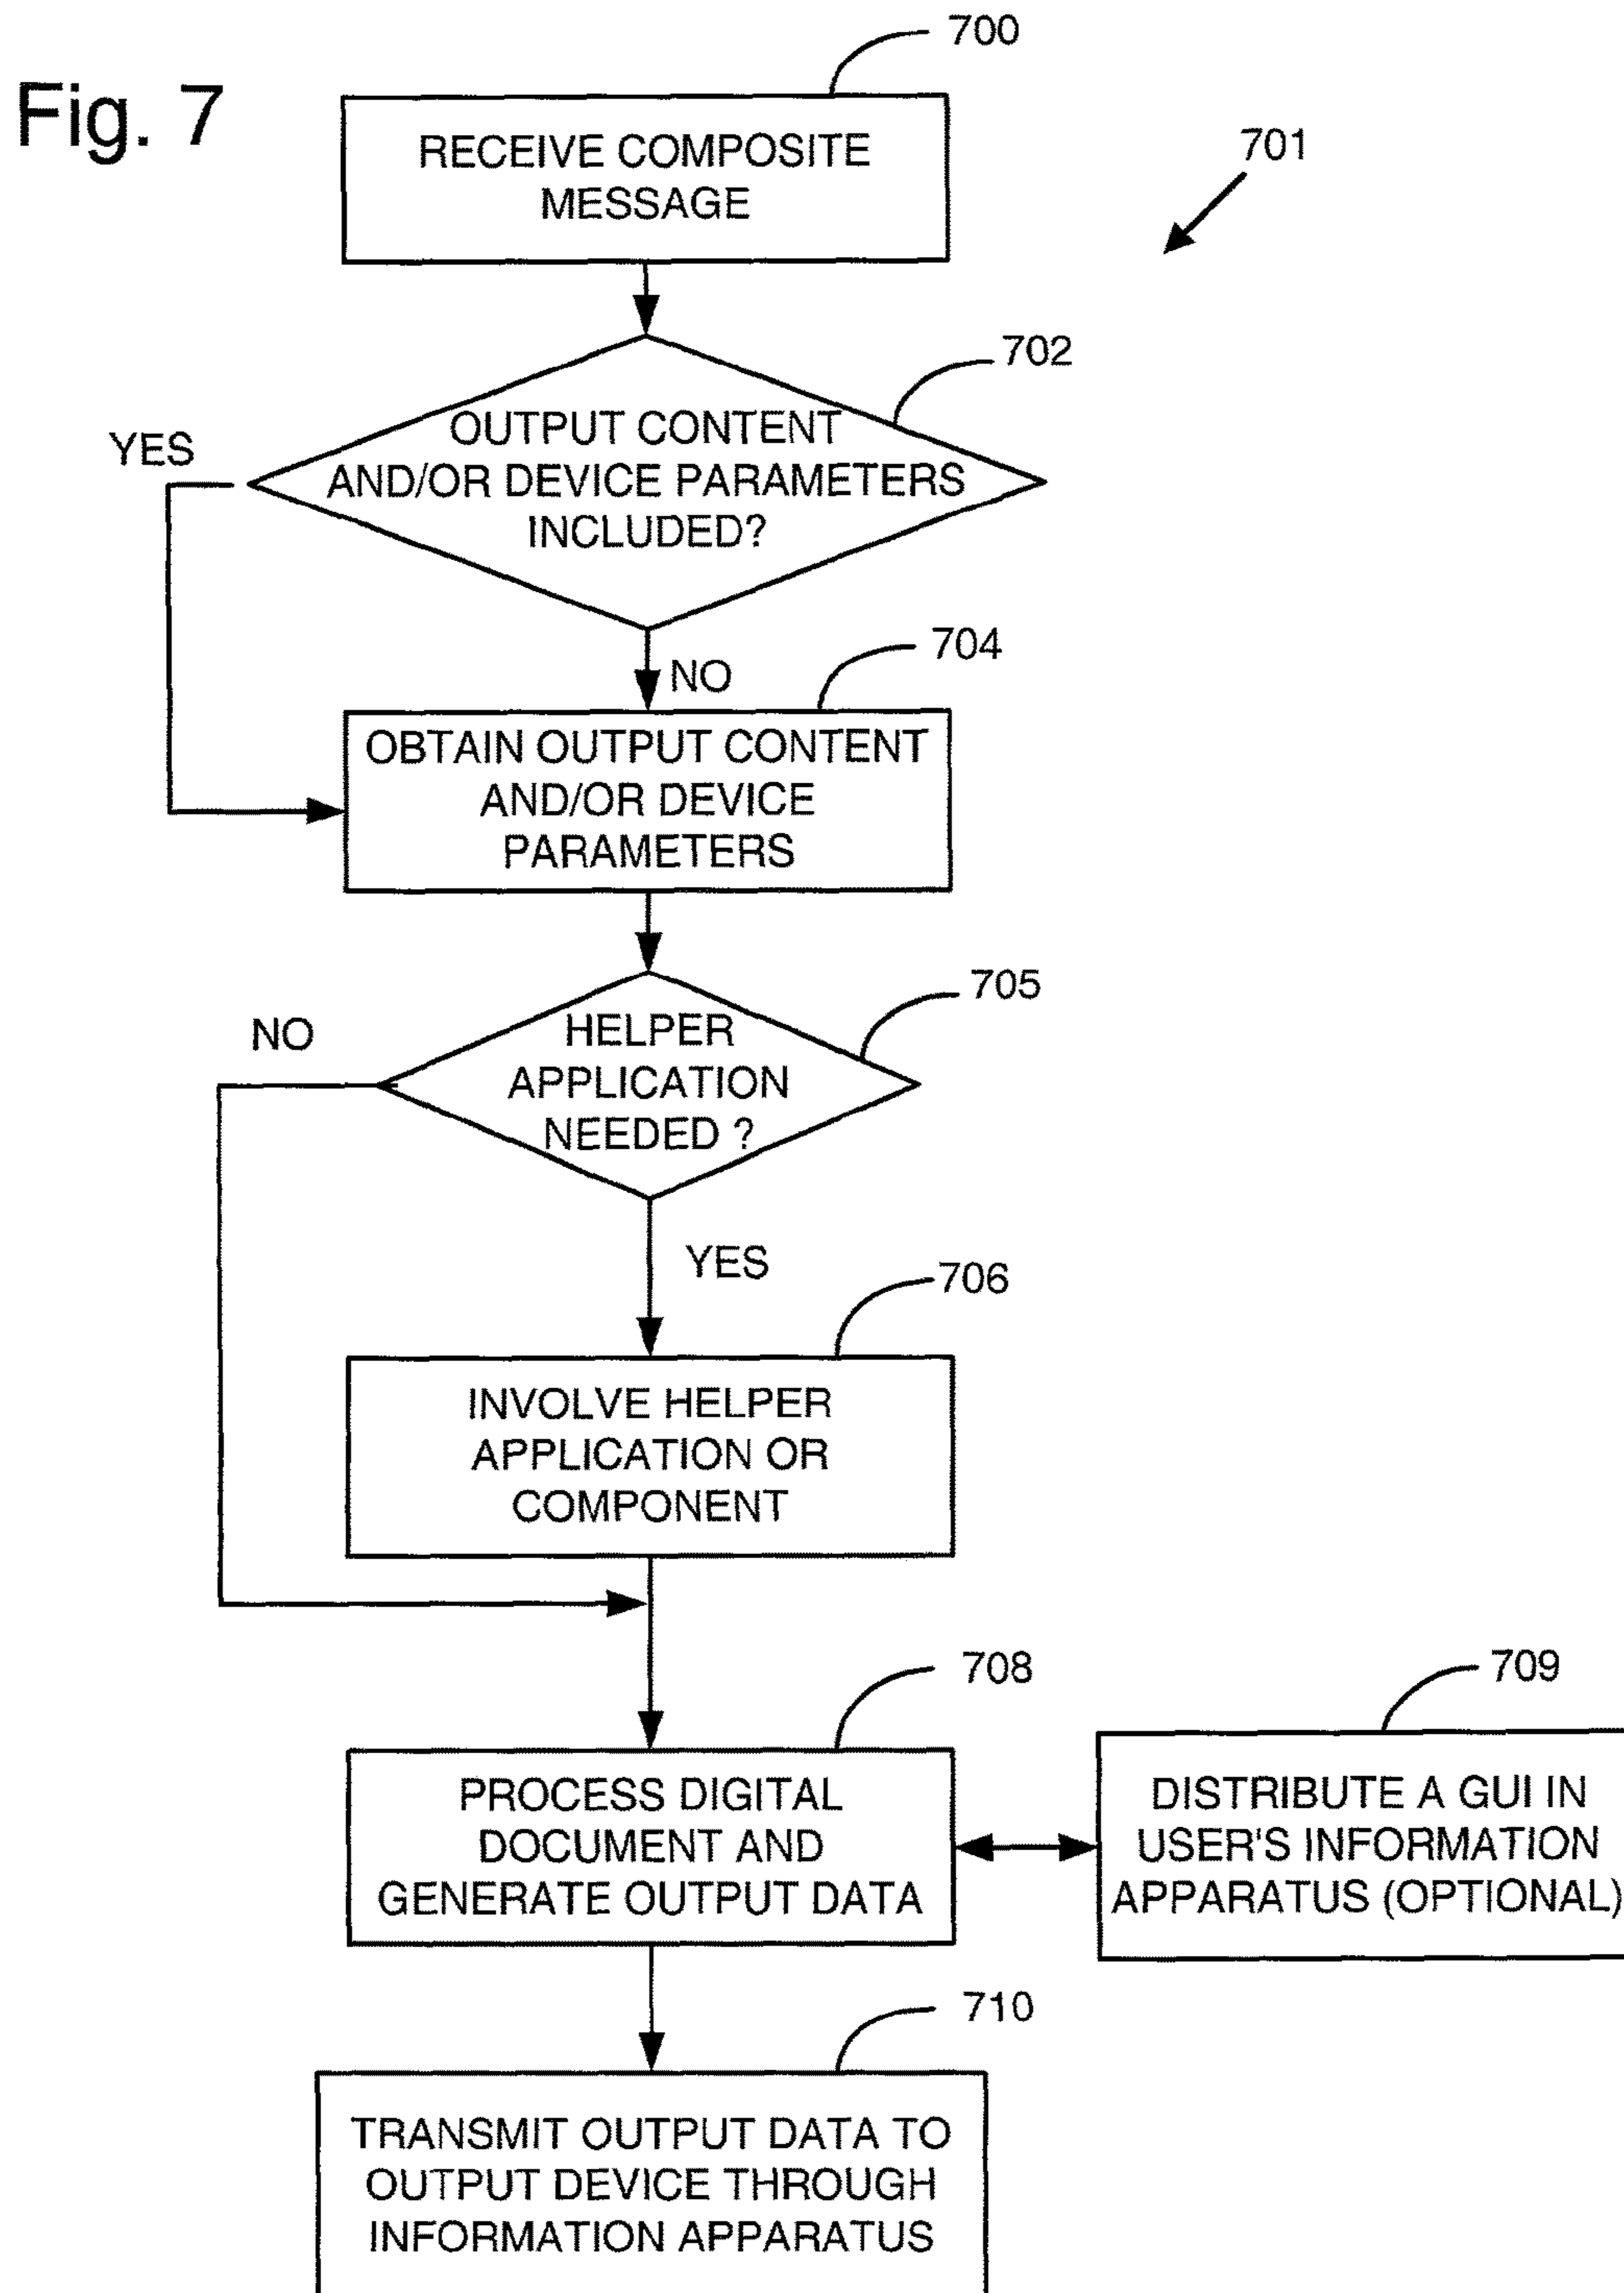 Fig. 7
700
RECEIVE COMPOSITE
MESSAGE
701
702
OUTPUT CONTENT
AND/OR DEVICE PARAMETERS
INCLUDED?
YES
NO
704
OBTAIN OUTPUT CONTENT
AND/OR DEVICE
PARAMETERS
705
HELPER
APPLICATION
NEEDED ?
NO
YES
706
INVOLVE HELPER
APPLICATION OR
COMPONENT
708
PROCESS DIGITAL
DOCUMENT AND
GENERATE OUTPUT DATA
709
DISTRIBUTE A GUI IN
USER'S INFORMATION
APPARATUS (OPTIONAL)
710
TRANSMIT OUTPUT DATA TO
OUTPUT DEVICE THROUGH
INFORMATION APPARATUS